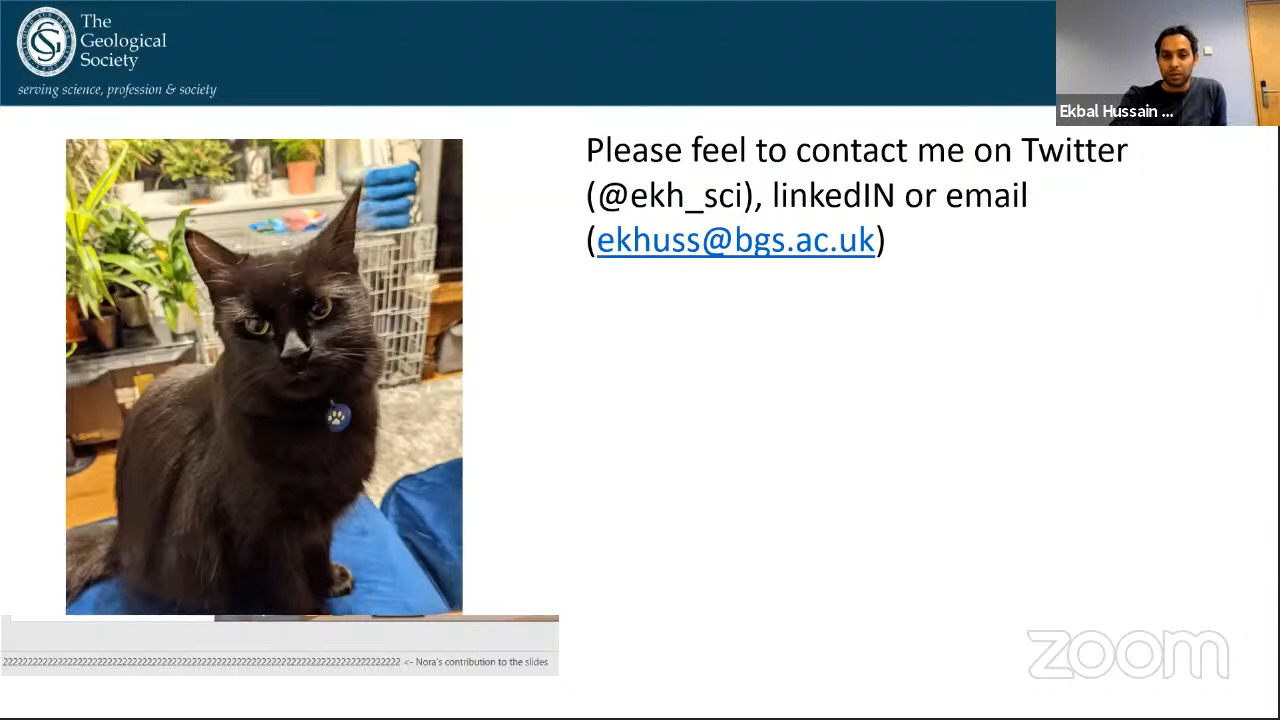 The
Geological
Society
serving science, profession & society
Ekbal Hussain ...
Please feel to contact me on Twitter
(@ekh_sci), linkedIN or email
(ekhuss@bgs.ac.uk)
<- Nora's contribution to the slides
zoom